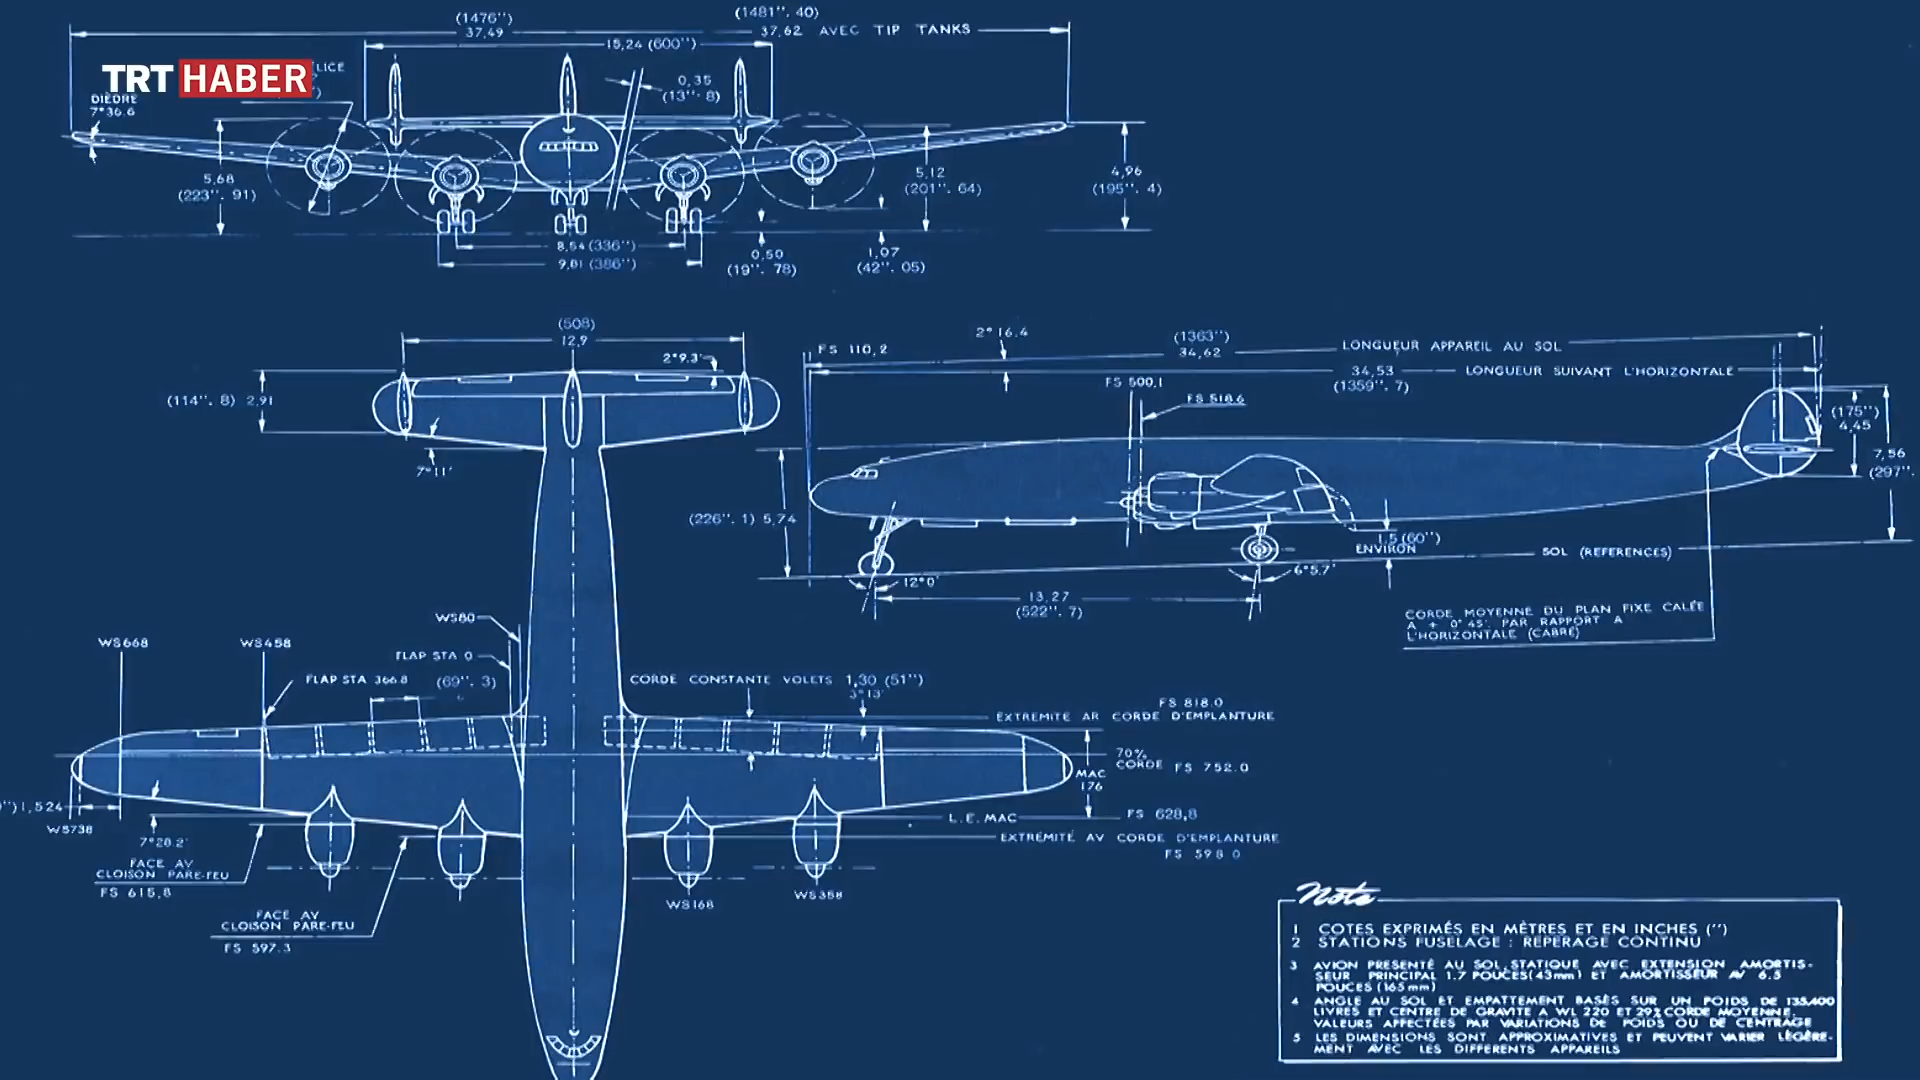 (1476")
37,49
(1481". 40)
37,62 AVEC TIP TANKS
15,24 (600")
TRT HABER
0,35
(13". 8)
DIÈDRE
7°36.6
5,68
(223". 91)
5,12
(201". 64)
4,96
(195". 4)
8,54 (336")
9,81 (386")
0,50
(19". 78)
1,07
(42". 05)
(508)
12,9
2°9.3'
(114". 8) 2,91
7°11'
FS 110,2
2° 16.4
(1363")
34,62
LONGUEUR APPAREIL AU SOL
34,53
(1359". 7)
LONGUEUR SUIVANT L'HORIZONTALE
FS 500,1
FS 518.6
(175")
4,45
7,56
(297".
(226". 1) 5,74
1,5 (60")
ENVIRON
SOL (REFERENCES)
12°0'
6°5.7'
13,27
(522". 7)
CORDE MOYENNE DU PLAN FIXE CALÉE
A + 0°45'. PAR RAPPORT A
L'HORIZONTALE (CABRÉ)
WS80
WS668
WS458
FLAP STA 0
FLAP STA 366.8
(69". 3)
CORDE CONSTANTE VOLETS 1,30 (51")
3°13'
FS 818.0
EXTREMITE AR CORDE D'EMPLANTURE
70%
CORDE FS 752.0
MAC
176
L.E. MAC
FS 628,8
EXTRÉMITÉ AV CORDE D'EMPLANTURE
FS 598.0
")1,524
WS738
7°28.2'
FACE AV
CLOISON PARE-FEU
FS 615,8
FACE AV
CLOISON PARE-FEU
FS 597.3
WS168
WS358
Note
1 COTES EXPRIMÉS EN MÈTRES ET EN INCHES (")
2 STATIONS FUSELAGE : REPERAGE CONTINU
3 AVION PRESENTÉ AU SOL, STATIQUE AVEC EXTENSION AMORTIS-
SEUR PRINCIPAL 1.7 POUCES(43mm) ET AMORTISSEUR AV 6.5
POUCES (165 mm)
4 ANGLE AU SOL ET EMPATTEMENT BASÉS SUR UN POIDS DE 135,400
LIVRES ET CENTRE DE GRAVITE A WL 220 ET 29% CORDE MOYENNE.
VALEURS AFFECTÉES PAR VARIATIONS DE POIDS OU DE CENTRAGE
5 LES DIMENSIONS SONT APPROXIMATIVES ET PEUVENT VARIER LÉGÈRE-
MENT AVEC LES DIFFERENTS APPAREILS